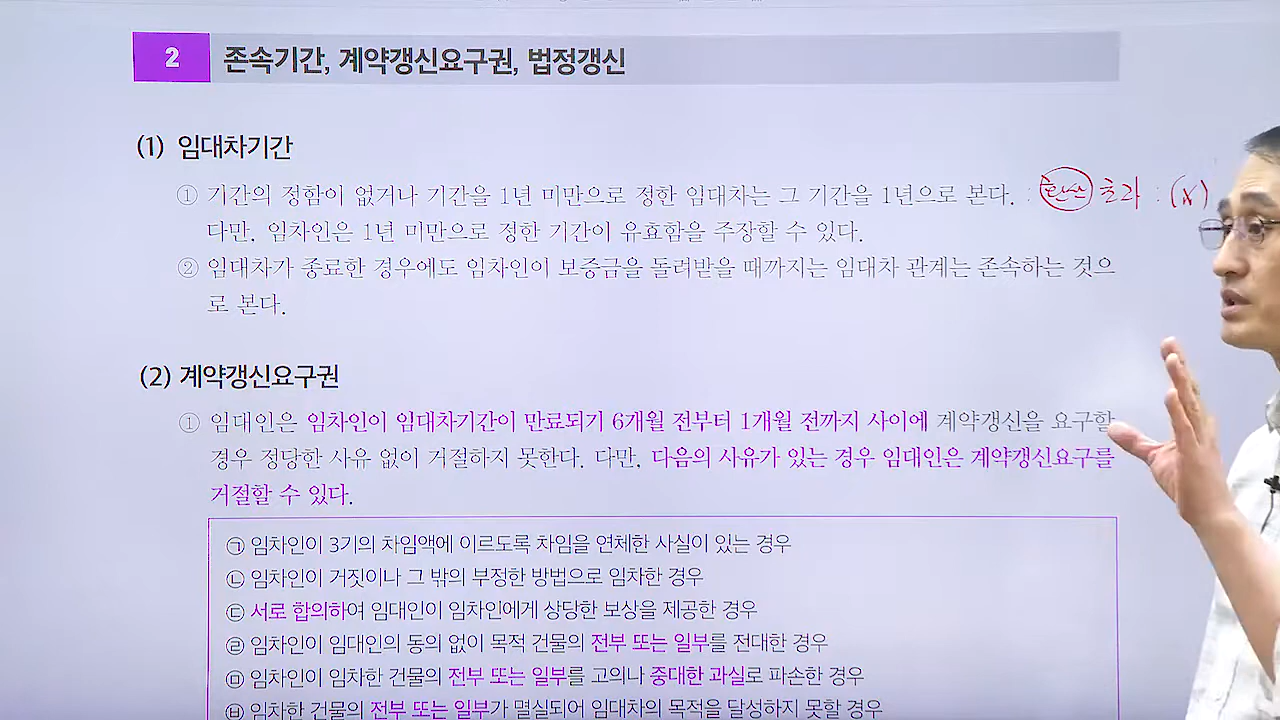 2 존속기간, 계약갱신요구권, 법정갱신
(1) 임대차기간
① 기간의 정함이 없거나 기간을 1년 미만으로 정한 임대차는 그 기간을 1년으로 본다. : 환산 초과 : (X)
다만, 임차인은 1년 미만으로 정한 기간이 유효함을 주장할 수 있다.
② 임대차가 종료한 경우에도 임차인이 보증금을 돌려받을 때까지는 임대차 관계는 존속하는 것으
로 본다.
(2) 계약갱신요구권
① 임대인은 임차인이 임대차기간이 만료되기 6개월 전부터 1개월 전까지 사이에 계약갱신을 요구할
경우 정당한 사유 없이 거절하지 못한다. 다만, 다음의 사유가 있는 경우 임대인은 계약갱신요구를
거절할 수 있다.
㉠ 임차인이 3기의 차임액에 이르도록 차임을 연체한 사실이 있는 경우
㉡ 임차인이 거짓이나 그 밖의 부정한 방법으로 임차한 경우
㉢ 서로 합의하여 임대인이 임차인에게 상당한 보상을 제공한 경우
㉣ 임차인이 임대인의 동의 없이 목적 건물의 전부 또는 일부를 전대한 경우
㉤ 임차인이 임차한 건물의 전부 또는 일부를 고의나 중대한 과실로 파손한 경우
㉥ 임차한 건물의 전부 또는 일부가 멸실되어 임대차의 목적을 달성하지 못할 경우